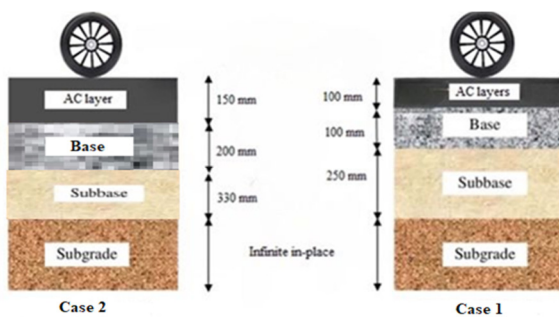 AC layer
Base
Subbase
Subgrade
Case 2
150 mm
200 mm
330 mm
Infinite in-place
100 mm
100 mm
250 mm
AC layers
Base
Subbase
Subgrade
Case 1